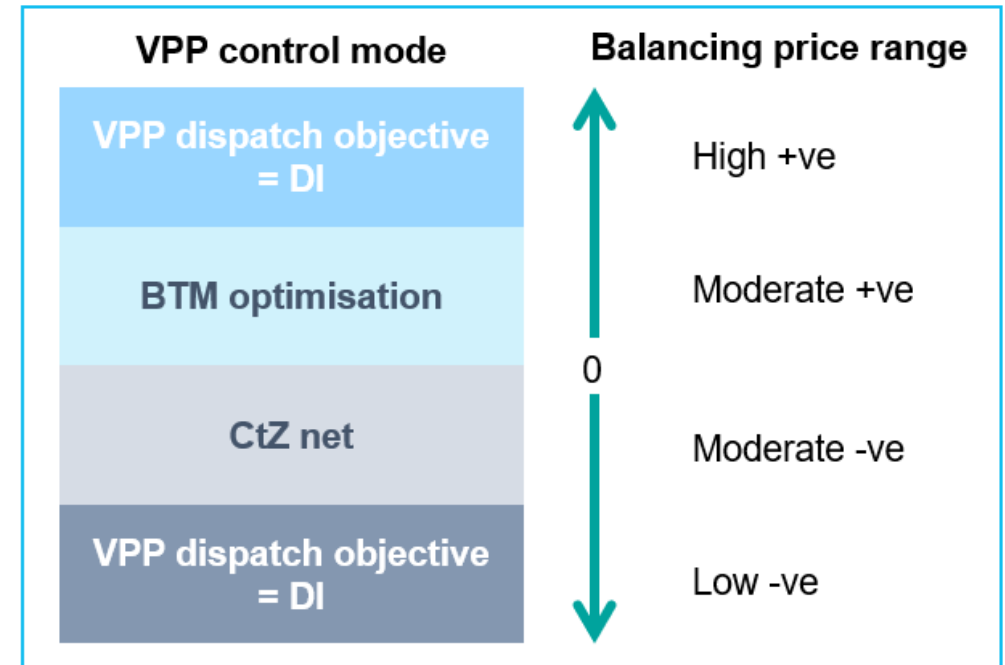 VPP control mode
Balancing price range
VPP dispatch objective
= DI
High +ve
BTM optimisation
Moderate +ve
0
CtZ net
Moderate -ve
VPP dispatch objective
= DI
Low -ve